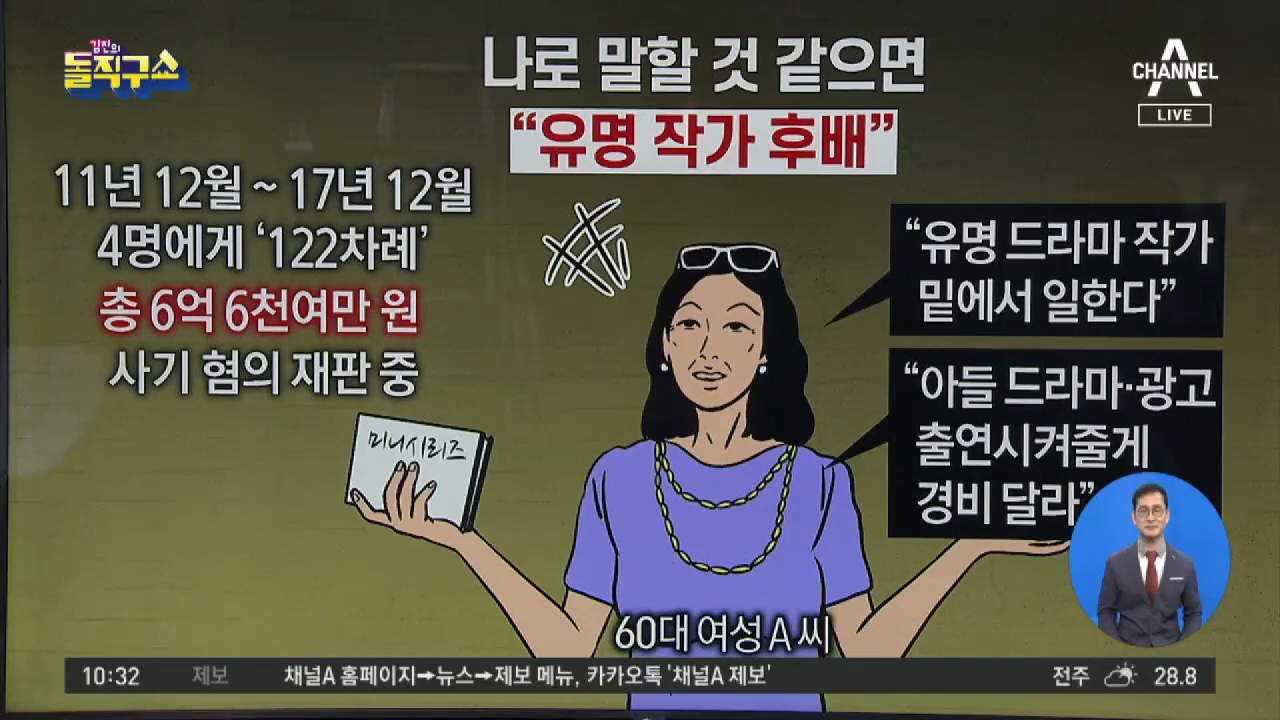 김진의
돌직구쇼
나로 말할 것 같으면
“유명 작가 후배”
CHANNEL A
LIVE
11년 12월 ~ 17년 12월
4명에게 ‘122차례’
총 6억 6천여만 원
사기 혐의 재판 중
“유명 드라마 작가
밑에서 일한다”
“아들 드라마·광고
출연시켜줄게
경비 달라”
미니시리즈
60대 여성 A 씨
10:32 제보 채널A 홈페이지→뉴스→제보 메뉴, 카카오톡 '채널A 제보' 전주 28.8